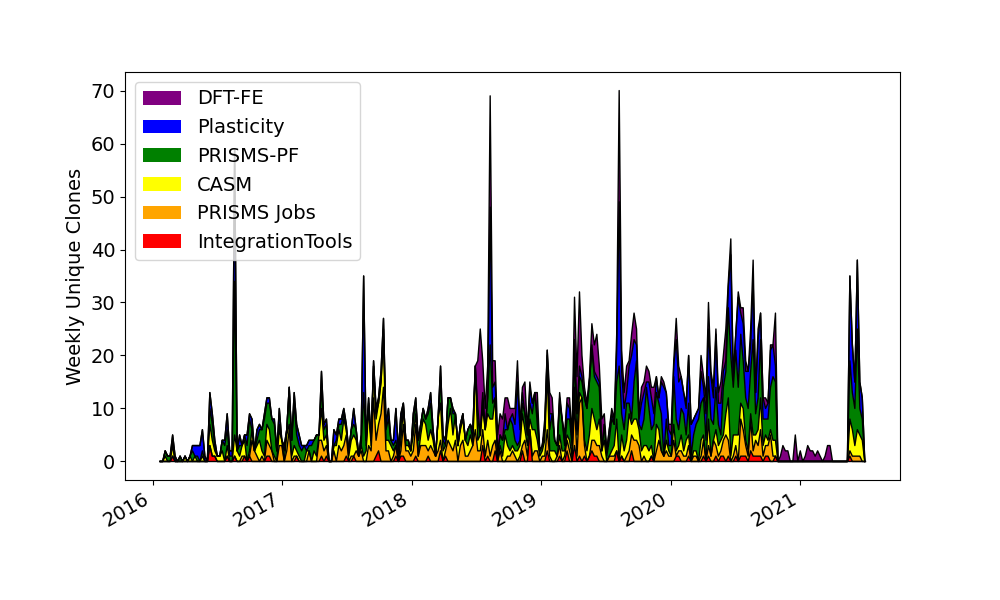 DFT-FE
Plasticity
PRISMS-PF
CASM
PRISMS Jobs
IntegrationTools
Weekly Unique Clones
70
60
50
40
30
20
10
0
2016
2017
2018
2019
2020
2021